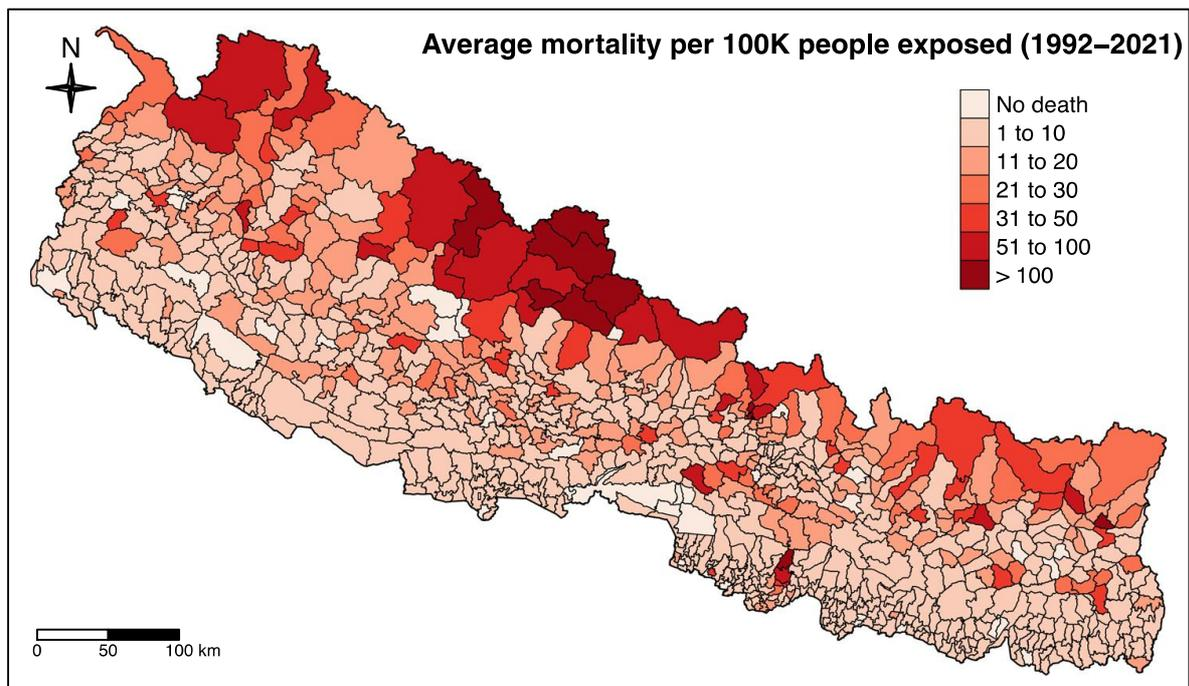 Average mortality per 100K people exposed (1992–2021)
N
No death
1 to 10
11 to 20
21 to 30
31 to 50
51 to 100
> 100
0 50 100 km